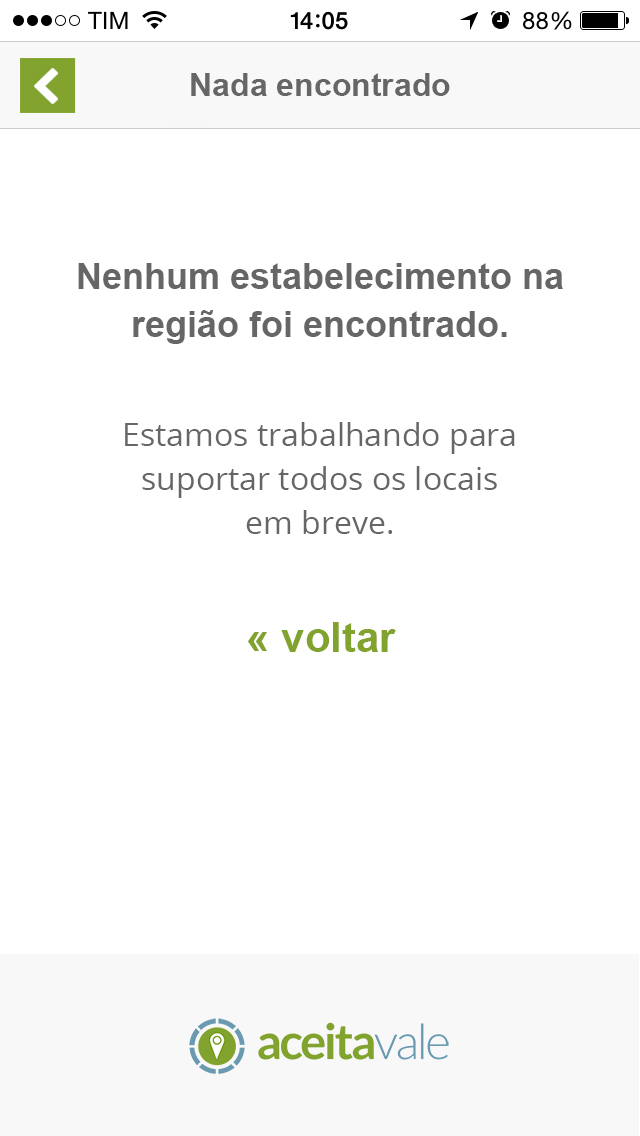 TIM 14:05 88%
Nada encontrado
Nenhum estabelecimento na
região foi encontrado.
Estamos trabalhando para
suportar todos os locais
em breve.
« voltar
aceitavale